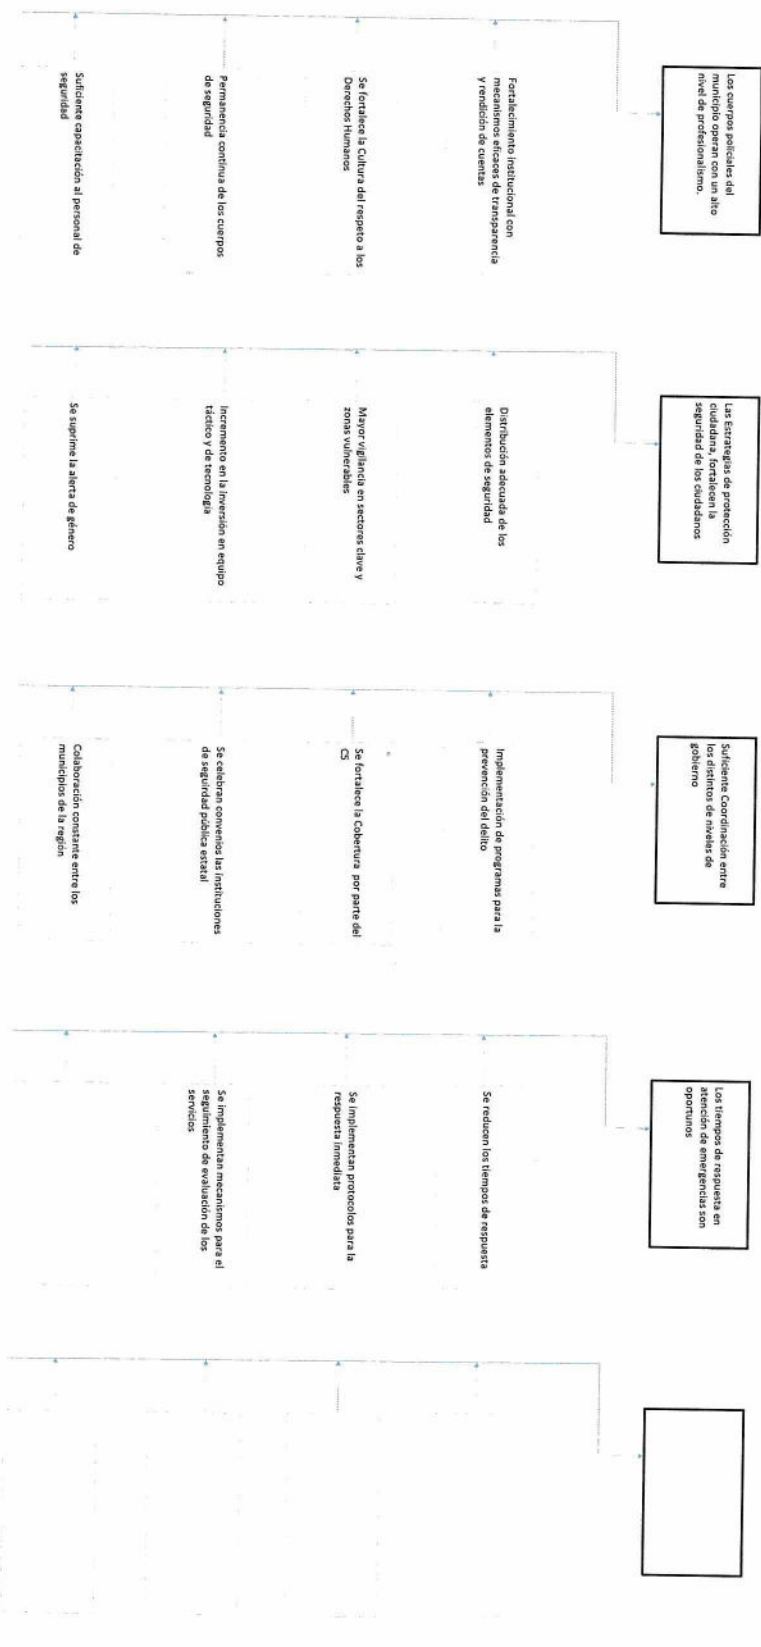 Los cuerpos policiales del
municipio operan con un alto
nivel de profesionalismo.
Fortalecimiento institucional con
mecanismos eficaces de transparencia
y rendición de cuentas
Se fortalece la Cultura del respeto a los
Derechos Humanos
Permanencia continua de los cuerpos
de seguridad
Suficiente capacitación al personal de
seguridad
Las Estrategias de protección
ciudadana, fortalecen la
seguridad de los ciudadanos
Distribución adecuada de los
elementos de seguridad
Mayor vigilancia en sectores clave y
zonas vulnerables
Incremento en la inversión en equipo
táctico y de tecnología
Se suprime la alerta de género
Suficiente Coordinación entre
los distintos de niveles de
gobierno
Implementación de programas para la
prevención del delito
Se fortalece la Cobertura por parte del
C5
Se celebran convenios las instituciones
de seguirdad pública estatal
Colaboración constante entre los
municipios de la región
Los tiempos de respuesta en
atención de emergencias son
oportunos
Se reducen los tiempos de respuesta
Se implementan protocolos para la
respuesta inmediata
Se implementan mecanismos para el
seguimiento de evaluación de los
servicios